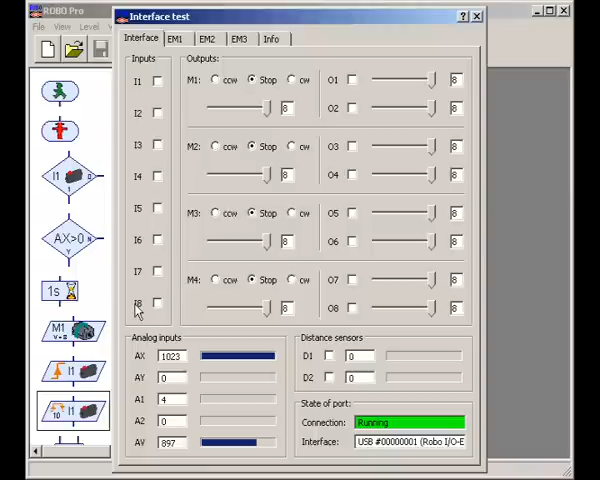 ROBO Pro
File View Level
Interface test
Interface EM1 EM2 EM3 Info
Inputs
I1
I2
I3
I4
I5
I6
I7
I8
Outputs:
M1: ccw Stop cw 8
M2: ccw Stop cw 8
M3: ccw Stop cw 8
M4: ccw Stop cw 8
O1 8
O2 8
O3 8
O4 8
O5 8
O6 8
O7 8
O8 8
Analog inputs
AX 1023
AY 0
A1 4
A2 0
AV 897
Distance sensors
D1 0
D2 0
State of port:
Connection: Running
Interface: USB #00000001 (Robo I/O-E
I1
AX>0 N
Y
1s
M1
V=
I1
10 I1